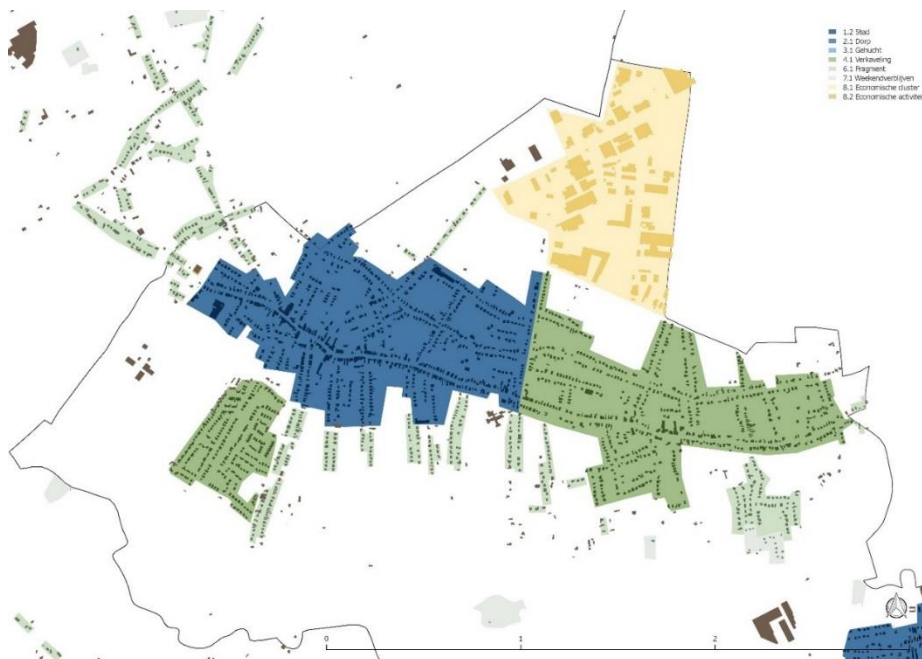 1.2 Stad
2.1 Dorp
3.1 Gehucht
4.1 Verkaveling
6.1 Fragment
7.1 Weekendverblijven
8.1 Economische cluster
8.2 Economische activitei
0
1
2